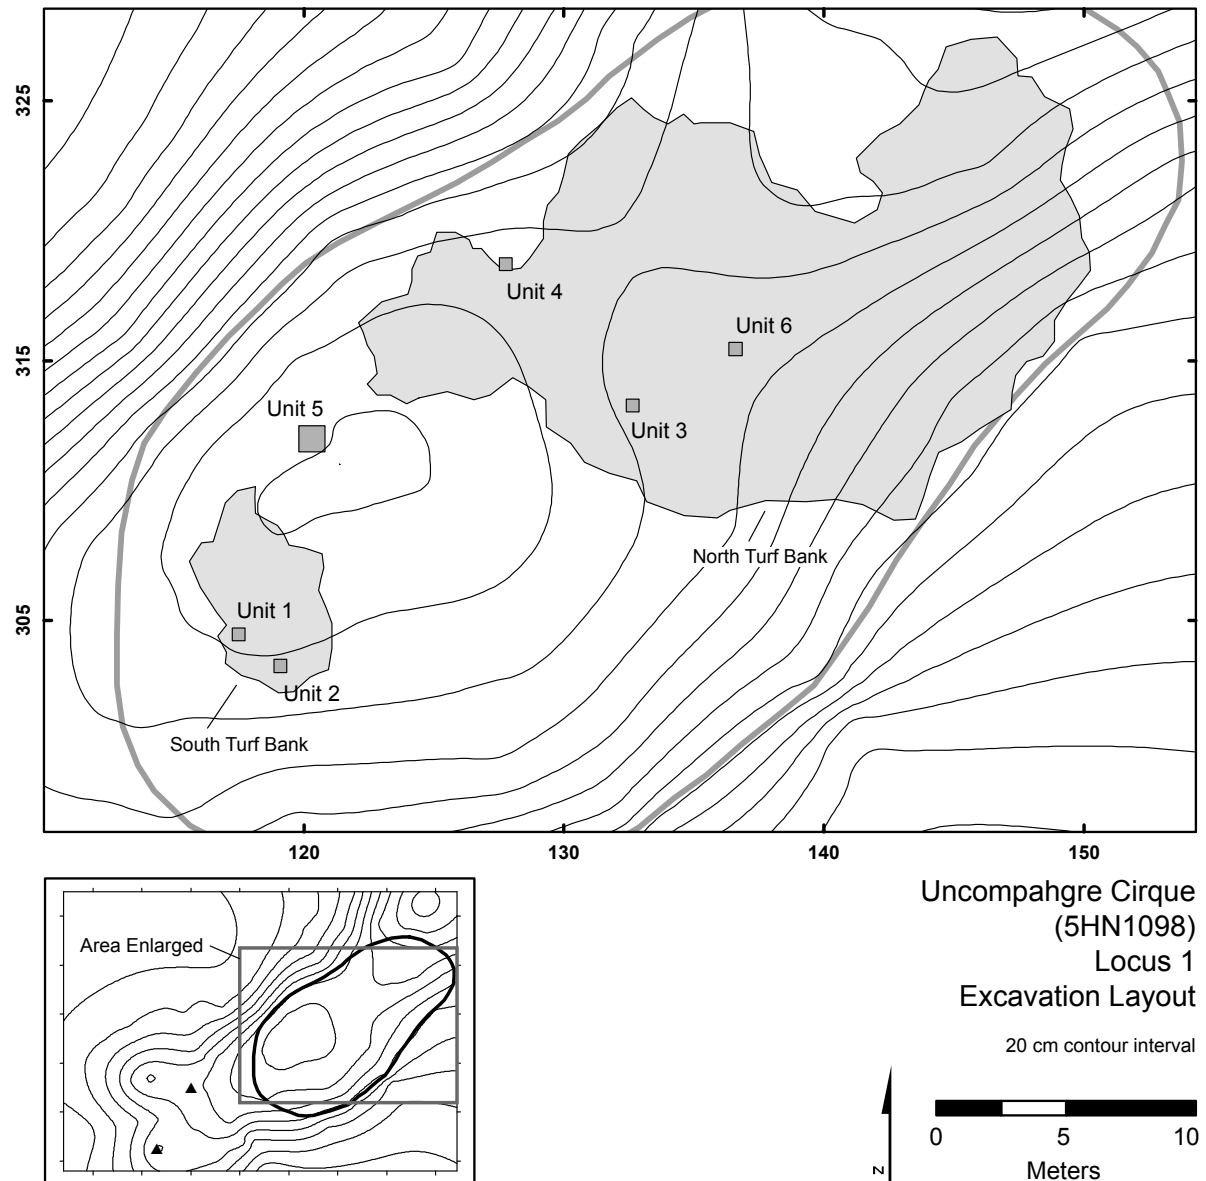 325
315
305
Unit 4
Unit 6
Unit 5
Unit 3
North Turf Bank
Unit 1
Unit 2
South Turf Bank
120
130
140
150
Area Enlarged
Uncompahgre Cirque
(5HN1098)
Locus 1
Excavation Layout
20 cm contour interval
0 5 10
Meters
N